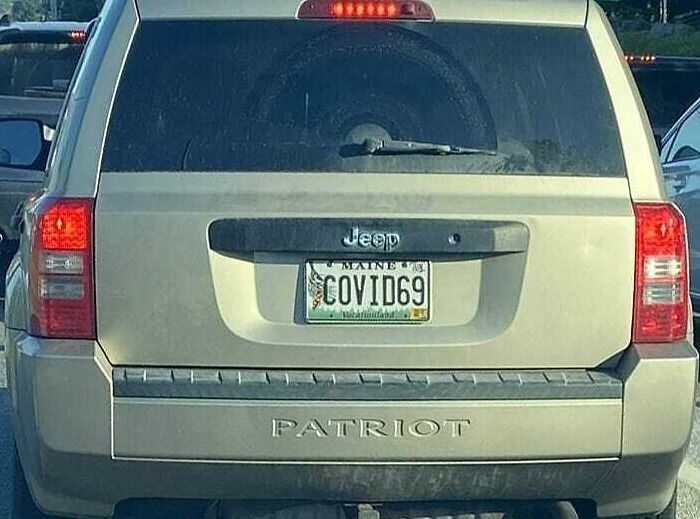 Jeep
MAINE
COVID69
Vacationland
PATRIOT